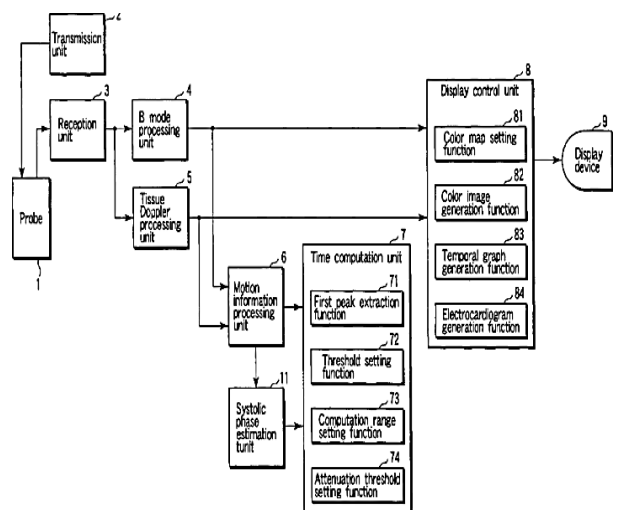 2
Transmission
unit
3
Reception
unit
4
B mode
processing
unit
8
Display control unit
81
Color map setting
function
9
Display
device
82
Color image
generation function
5
Tissue
Doppler
processing
unit
Probe
1
83
Temporal graph
generation function
84
Electrocardiogram
generation function
6
Motion
information
processing
unit
7
Time computation unit
71
First peak extraction
function
72
Threshold setting
function
11
Systolic
phase
estimation
tunit
73
Computation range
setting function
74
Attenuation threshold
setting function